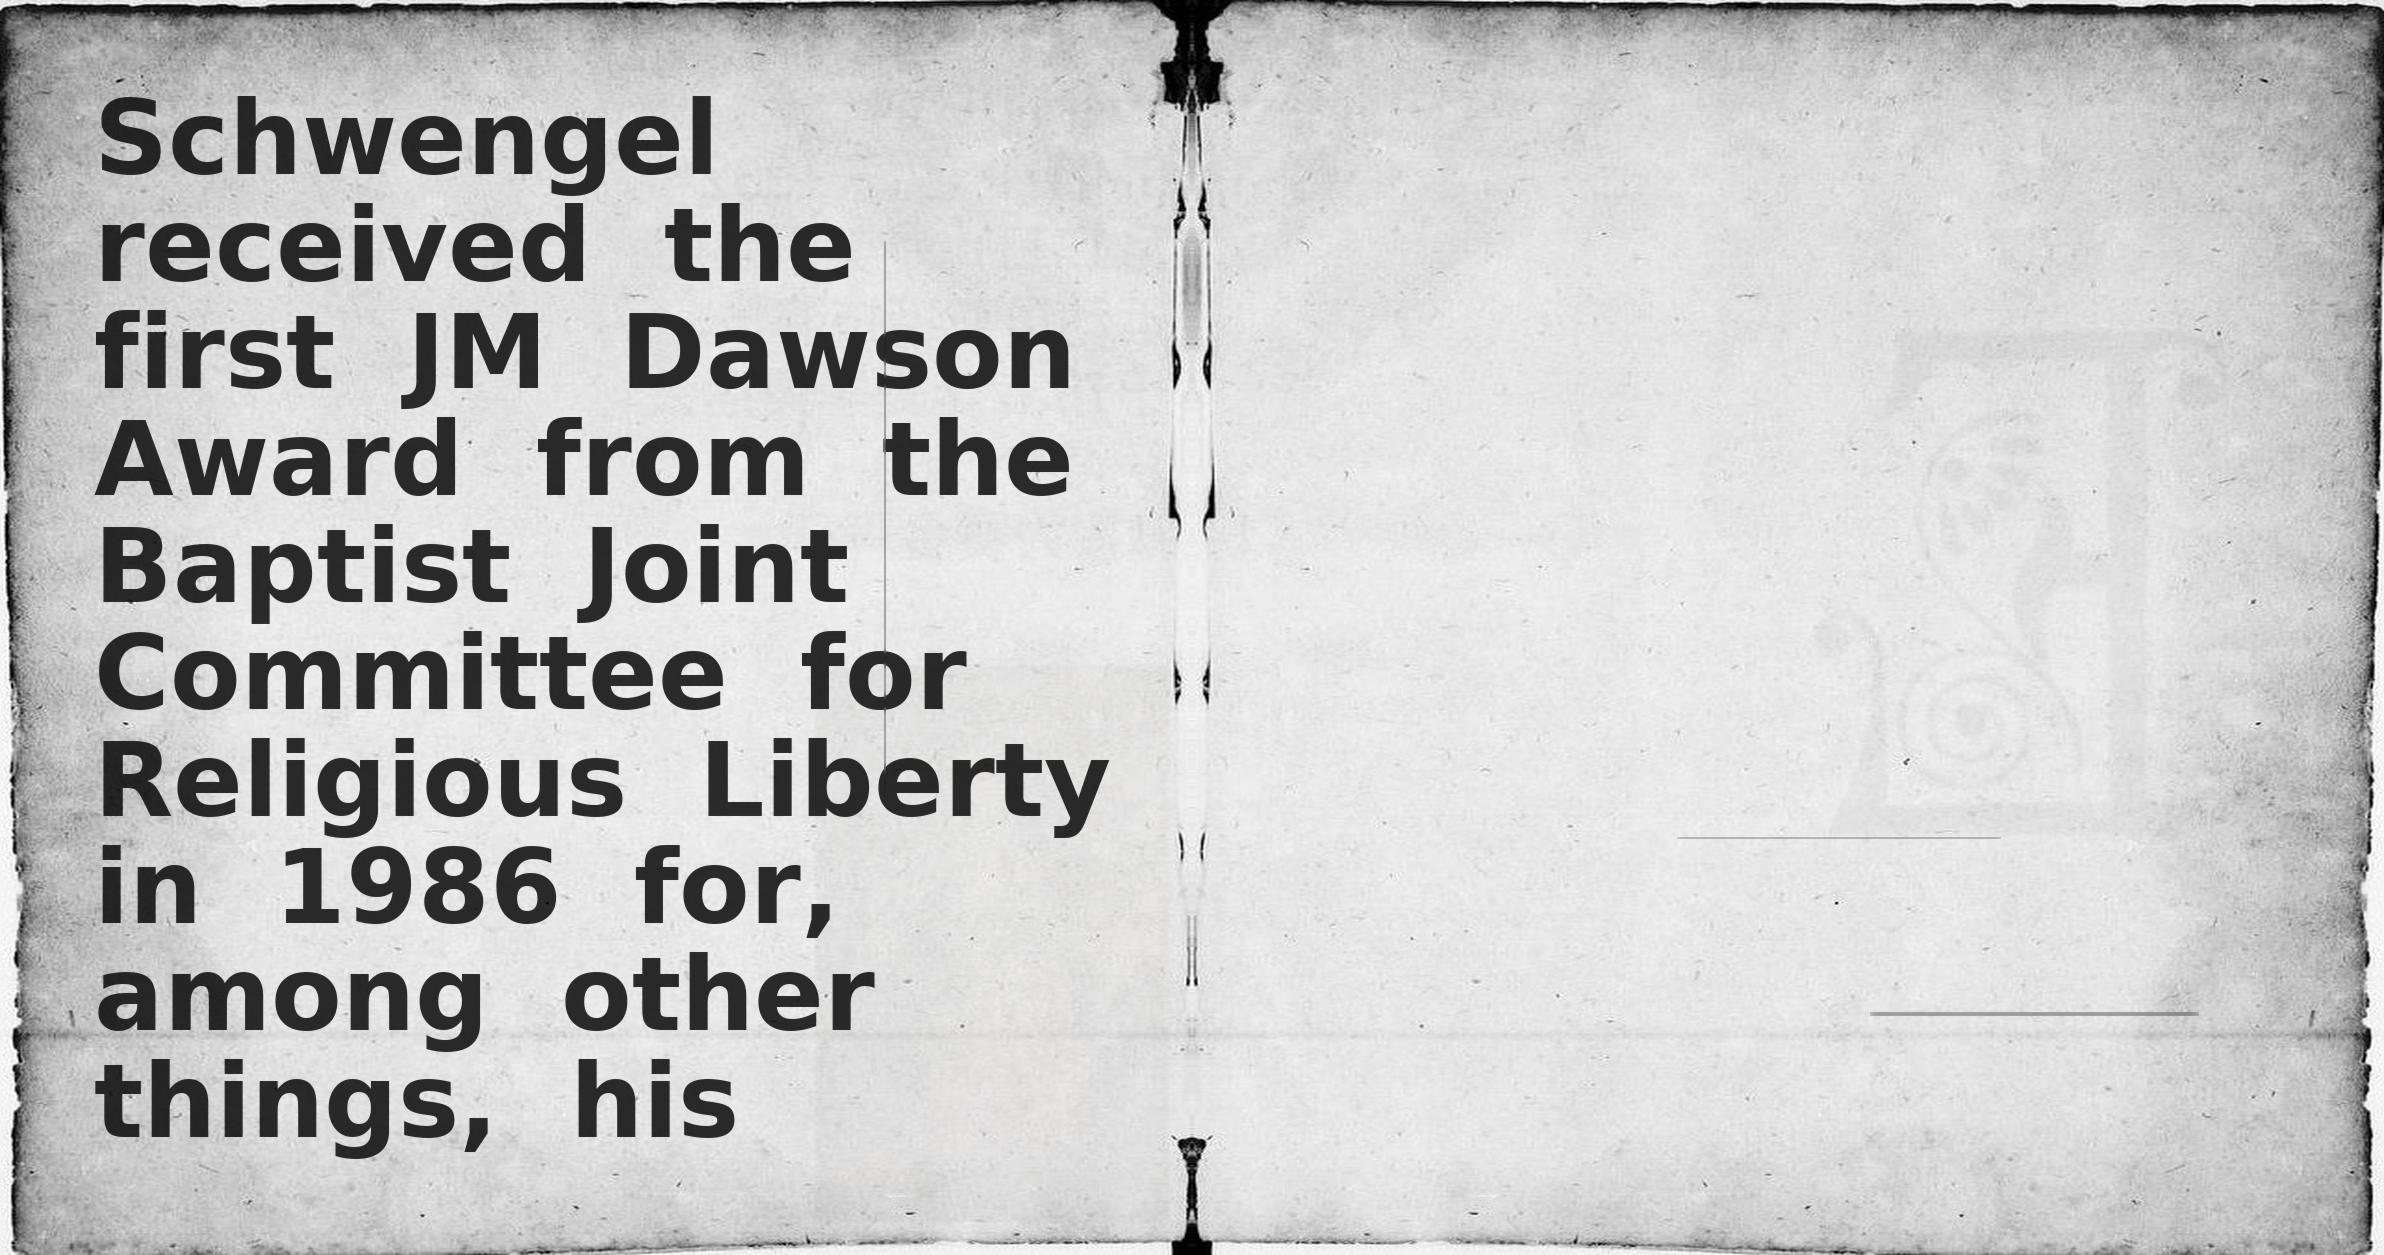 Schwengel
received the
first JM Dawson
Award from the
Baptist Joint
Committee for
Religious Liberty
in 1986 for,
among other
things, his